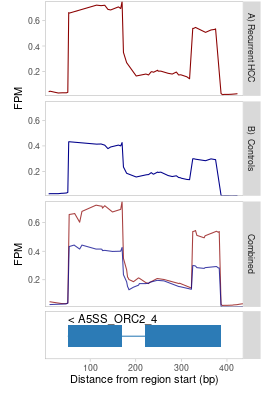 A) Recurrent HCC
0.6
0.4
0.2
FPM
B) Controls
0.6
0.4
0.2
Combined
FPM
0.6
0.4
0.2
< A5SS_ORC2_4
100
200
300
400
Distance from region start (bp)